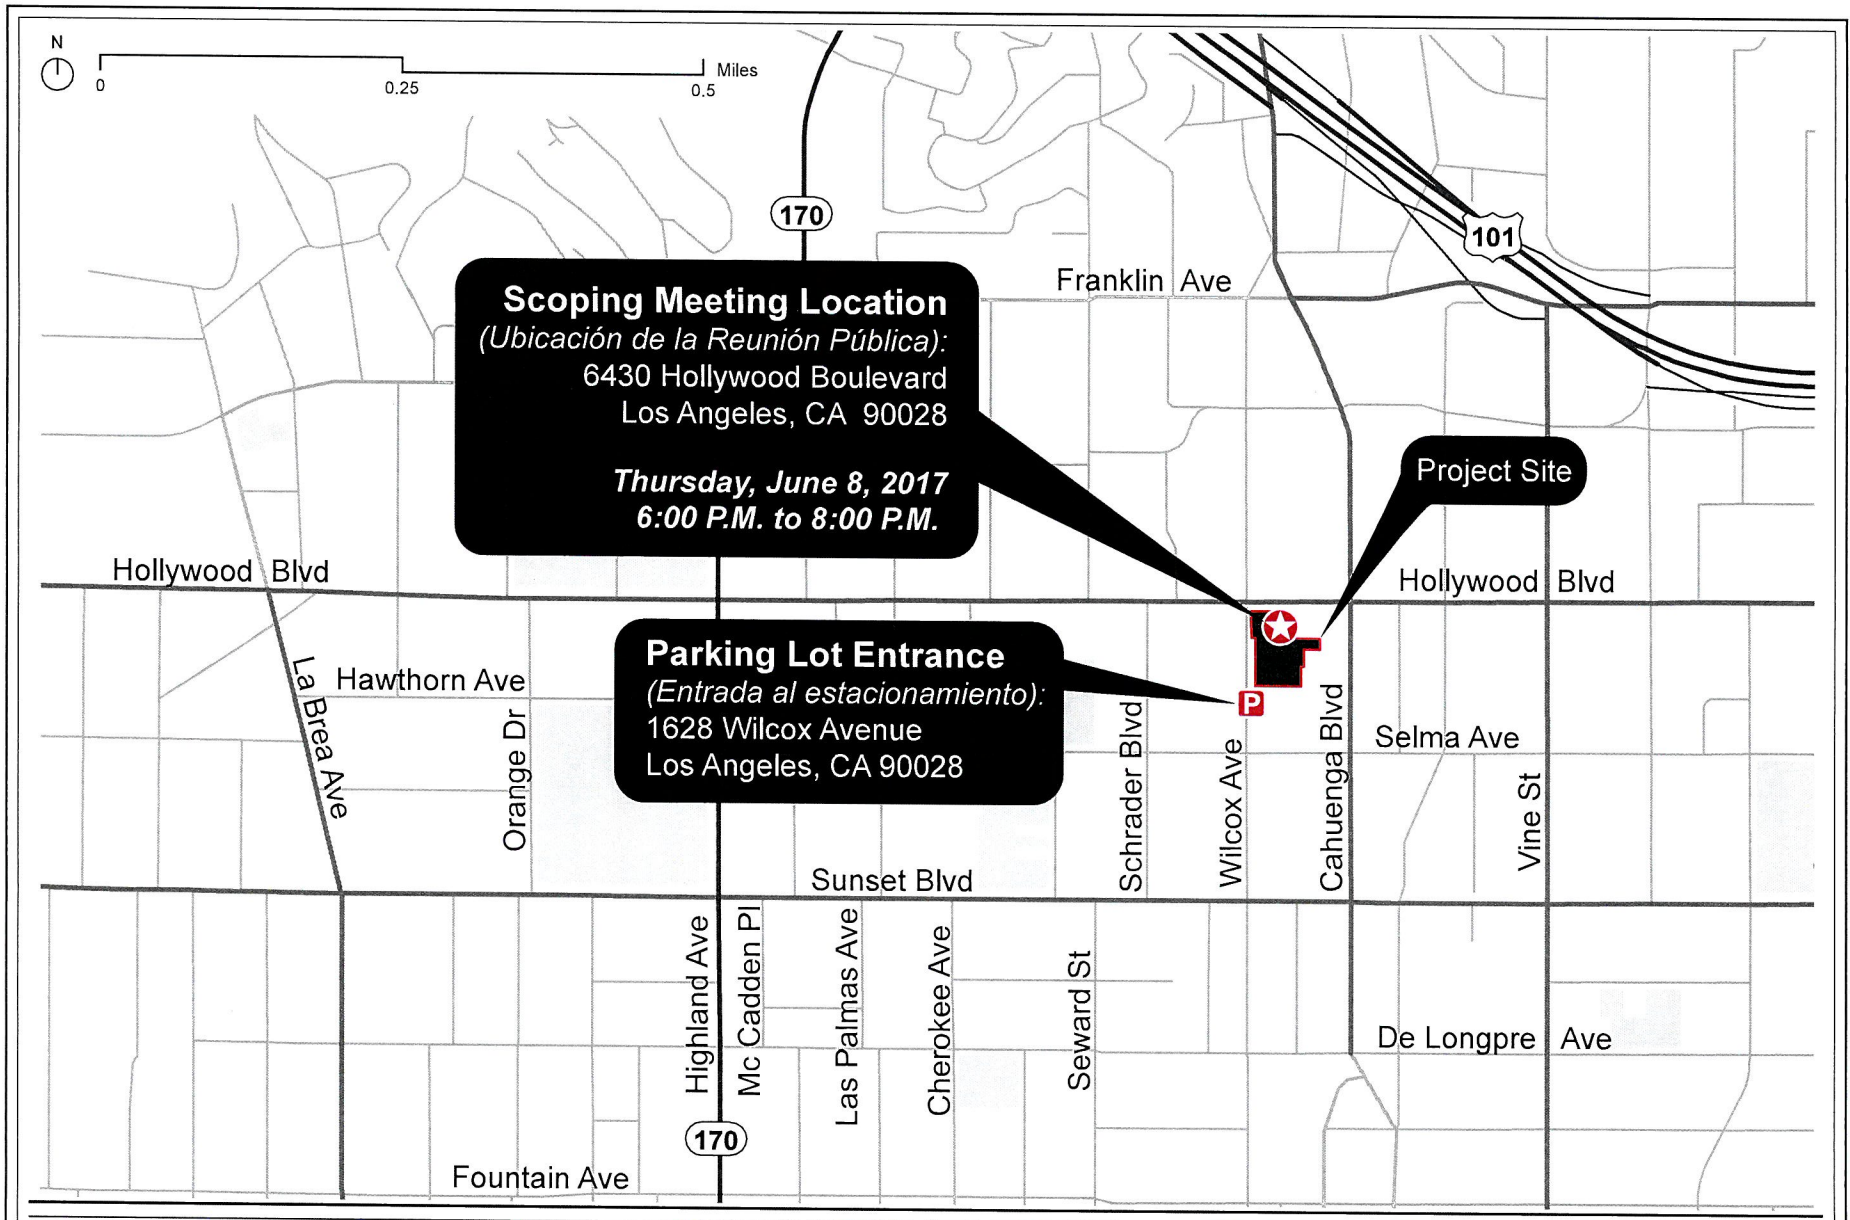 N
0
0.25
0.5
Miles
170
101
Franklin Ave
Scoping Meeting Location
(Ubicación de la Reunión Pública):
6430 Hollywood Boulevard
Los Angeles, CA 90028
Thursday, June 8, 2017
6:00 P.M. to 8:00 P.M.
Project Site
Hollywood Blvd
Hollywood Blvd
Parking Lot Entrance
(Entrada al estacionamiento):
1628 Wilcox Avenue
Los Angeles, CA 90028
P
La Brea Ave
Hawthorn Ave
Orange Dr
Schrader Blvd
Wilcox Ave
Cahuenga Blvd
Selma Ave
Vine St
Sunset Blvd
Highland Ave
Mc Cadden Pl
Las Palmas Ave
Cherokee Ave
Seward St
De Longpre Ave
170
Fountain Ave